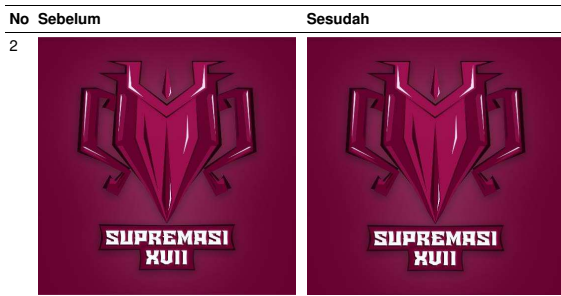 No Sebelum Sesudah
2
SUPREMASI
XVII
SUPREMASI
XVII